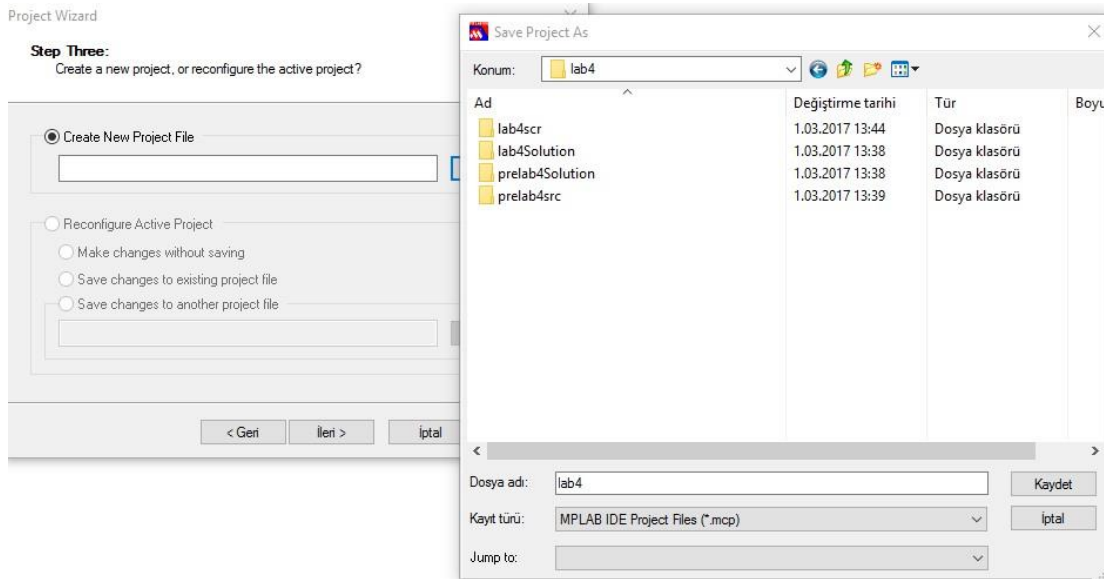 Project Wizard
Step Three:
Create a new project, or reconfigure the active project?
Create New Project File
Reconfigure Active Project
Make changes without saving
Save changes to existing project file
Save changes to another project file
< Geri
İleri >
İptal
Save Project As
Konum:
lab4
Ad
Değiştirme tarihi
Tür
Boyu
lab4scr
1.03.2017 13:44
Dosya klasörü
lab4Solution
1.03.2017 13:38
Dosya klasörü
prelab4Solution
1.03.2017 13:38
Dosya klasörü
prelab4src
1.03.2017 13:39
Dosya klasörü
Dosya adı:
lab4
Kaydet
Kayıt türü:
MPLAB IDE Project Files (*.mcp)
İptal
Jump to: